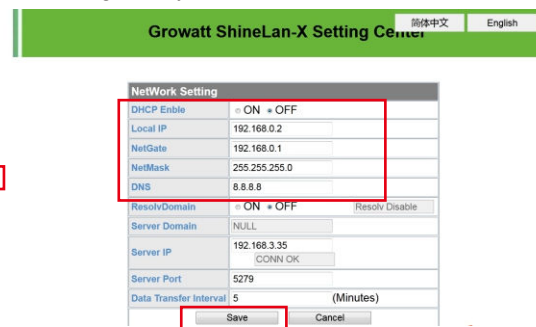 Growatt ShineLan-X Setting Center
简体中文 English
NetWork Setting
DHCP Enble ON OFF
Local IP 192.168.0.2
NetGate 192.168.0.1
NetMask 255.255.255.0
DNS 8.8.8.8
ResolvDomain ON OFF Resolv Disable
Server Domain NULL
Server IP 192.168.3.35
CONN OK
Server Port 5279
Data Transfer Interval 5 (Minutes)
Save Cancel